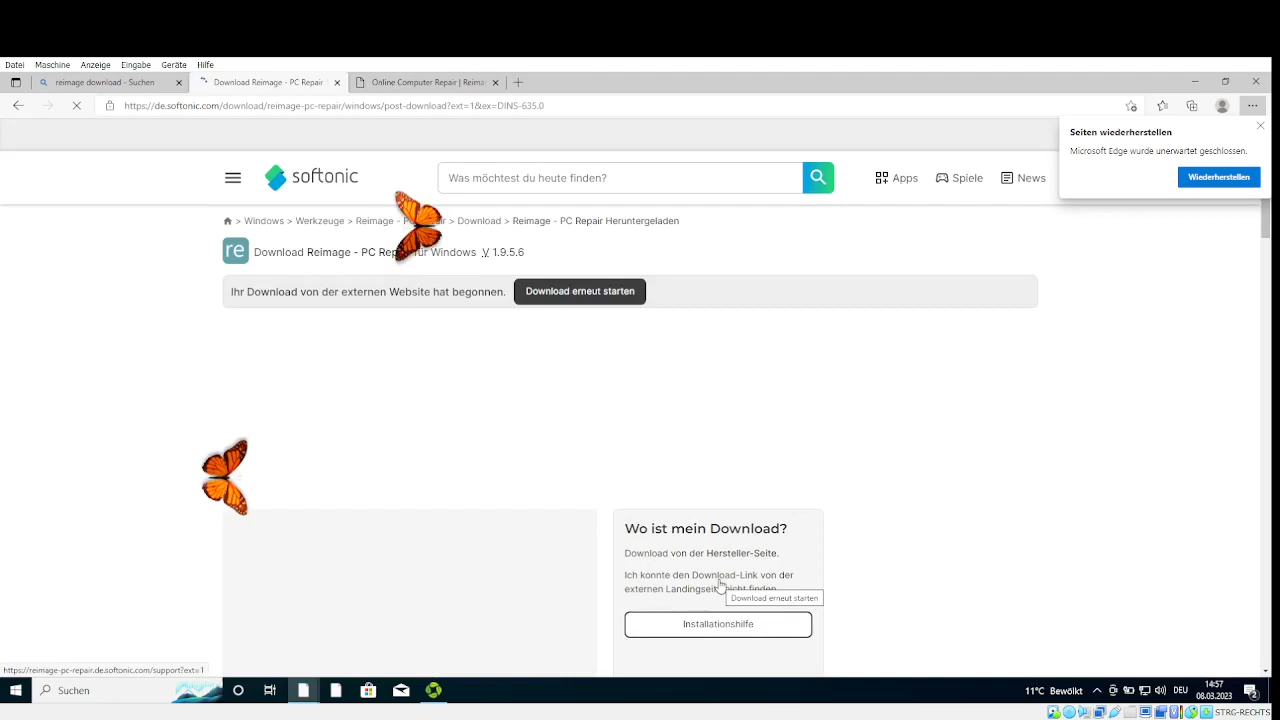 Datei Maschine Anzeige Eingabe Geräte Hilfe
reimage download - Suchen
Download Reimage - PC Repair
Online Computer Repair | Reima
https://de.softonic.com/download/reimage-pc-repair/windows/post-download?ext=1&ex=DINS-635.0
Seiten wiederherstellen
Microsoft Edge wurde unerwartet geschlossen.
Wiederherstellen
softonic
Was möchtest du heute finden?
Apps Spiele News
> Windows > Werkzeuge > Reimage - > Download > Reimage - PC Repair Heruntergeladen
re
Download Reimage - PC für Windows V 1.9.5.6
Ihr Download von der externen Website hat begonnen.
Download erneut starten
Wo ist mein Download?
Download von der Hersteller-Seite.
Ich konnte den Download-Link von der
externen Landingseite nicht finden
Download erneut starten
Installationshilfe
https://reimage-pc-repair.de.softonic.com/support?ext=1
Suchen
11°C Bewölkt
DEU
14:57
08.03.2023
2
STRG-RECHTS